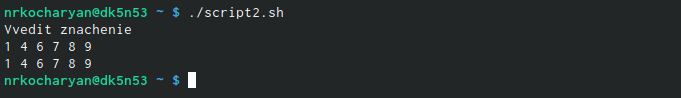 nrkocharyan@dk5n53 ~ $ ./script2.sh
Vvedit znachenie
1 4 6 7 8 9
1 4 6 7 8 9
nrkocharyan@dk5n53 ~ $